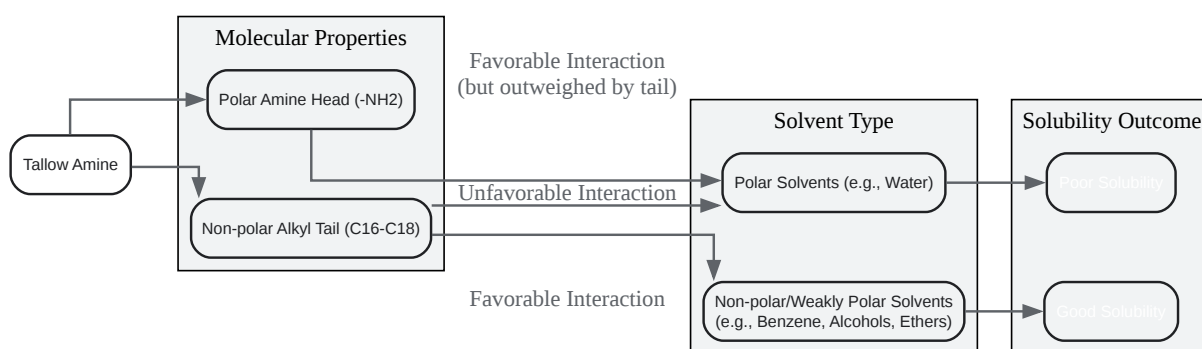 Molecular Properties
Favorable Interaction
(but outweighed by tail)
Polar Amine Head (-NH2)
Solvent Type
Solubility Outcome
Tallow Amine
Polar Solvents (e.g., Water)
Poor Solubility
Unfavorable Interaction
Non-polar Alkyl Tail (C16-C18)
Favorable Interaction
Non-polar/Weakly Polar Solvents
(e.g., Benzene, Alcohols, Ethers)
Good Solubility